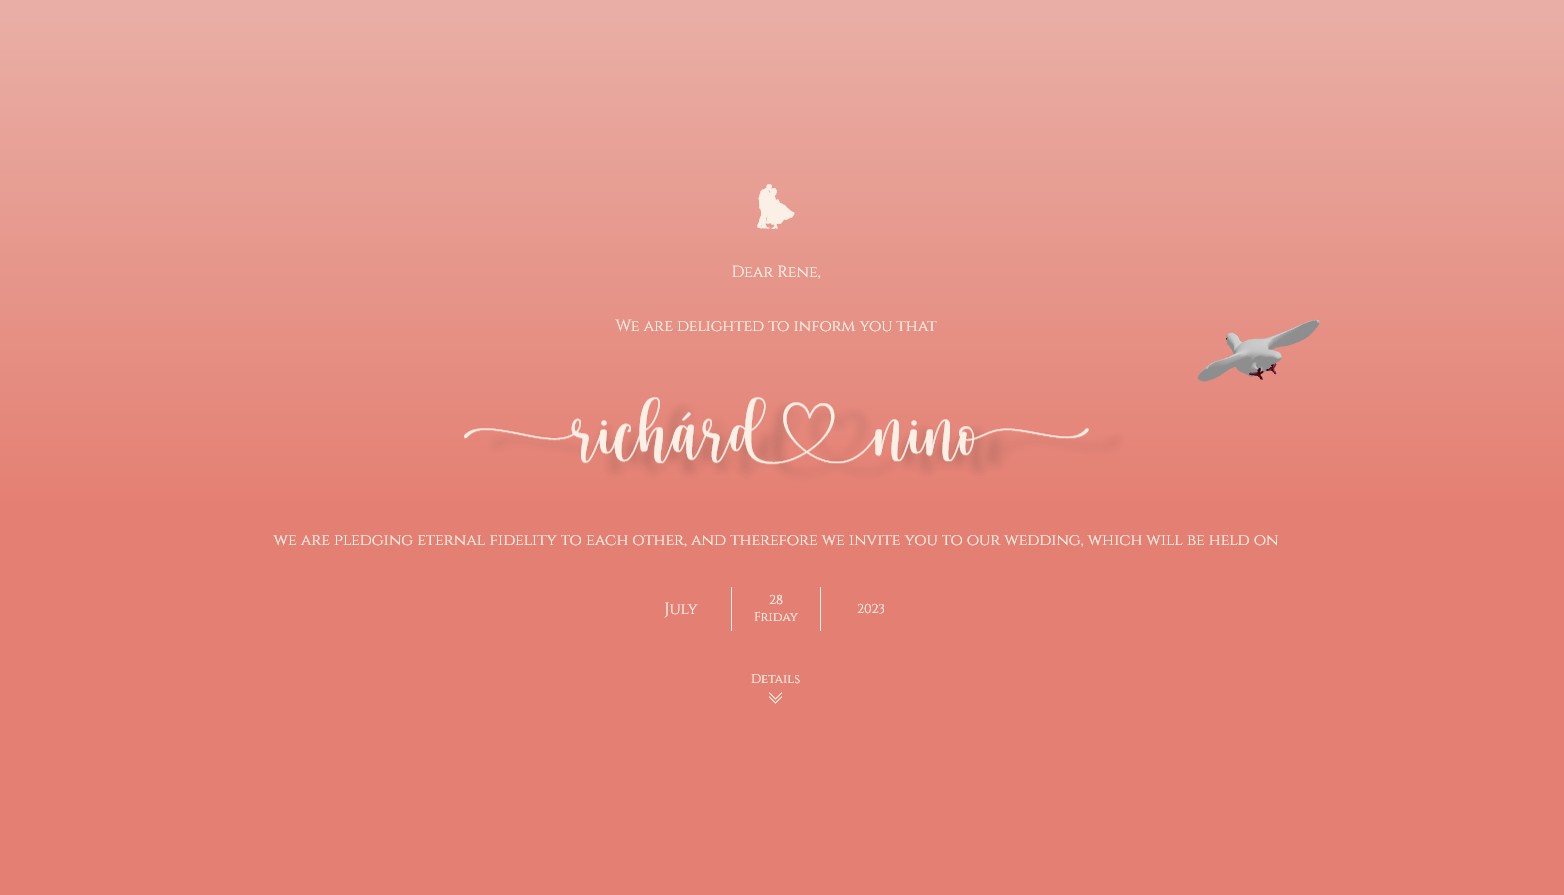 Dear Rene,
We are delighted to inform you that
richárd nino
we are pledging eternal fidelity to each other, and therefore we invite you to our wedding, which will be held on
July
28
Friday
2023
Details